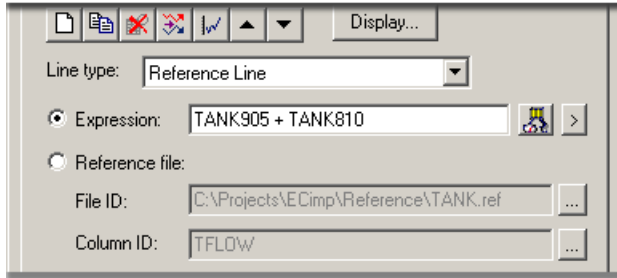 Display...
Line type: Reference Line
Expression: TANK905 + TANK810 >
Reference file:
File ID: C:\Projects\ECimp\Reference\TANK.ref ...
Column ID: TFLOW ...